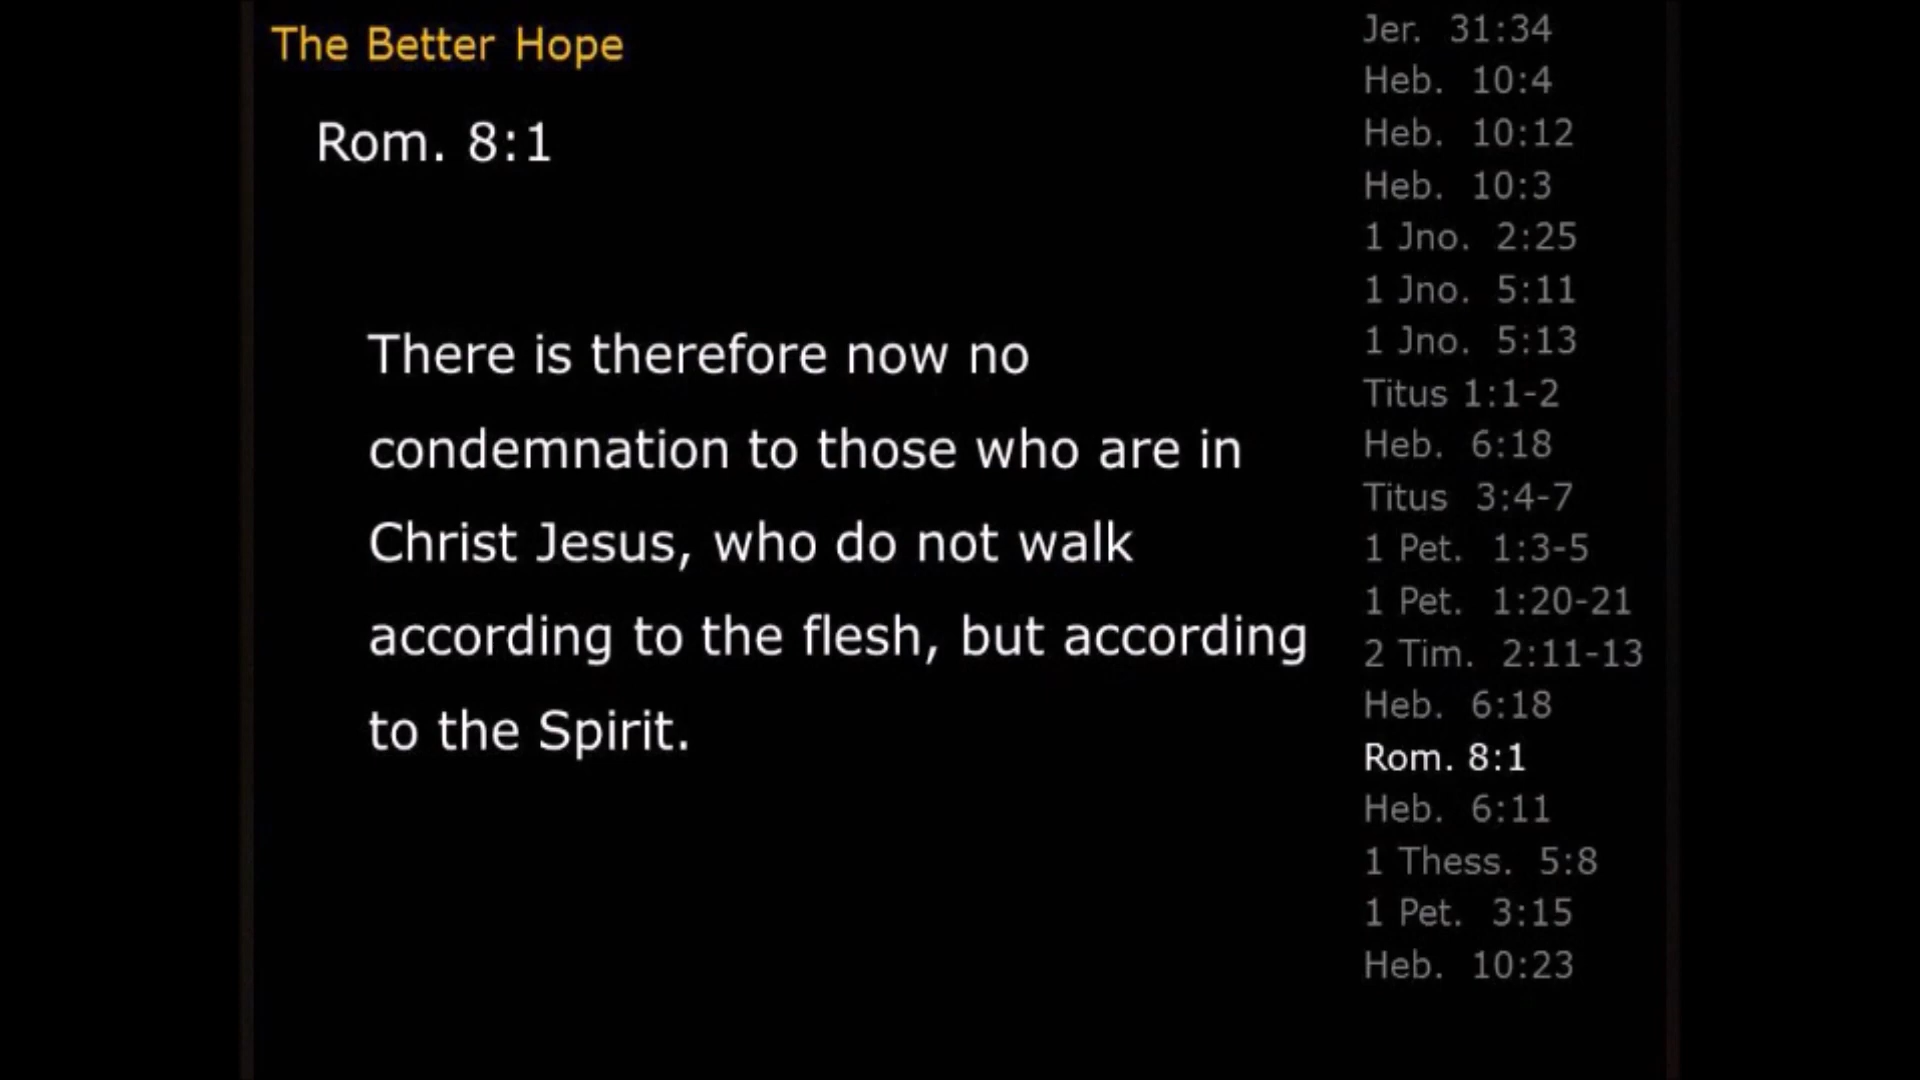 The Better Hope
Rom. 8:1
There is therefore now no
condemnation to those who are in
Christ Jesus, who do not walk
according to the flesh, but according
to the Spirit.
Jer. 31:34
Heb. 10:4
Heb. 10:12
Heb. 10:3
1 Jno. 2:25
1 Jno. 5:11
1 Jno. 5:13
Titus 1:1-2
Heb. 6:18
Titus 3:4-7
1 Pet. 1:3-5
1 Pet. 1:20-21
2 Tim. 2:11-13
Heb. 6:18
Rom. 8:1
Heb. 6:11
1 Thess. 5:8
1 Pet. 3:15
Heb. 10:23